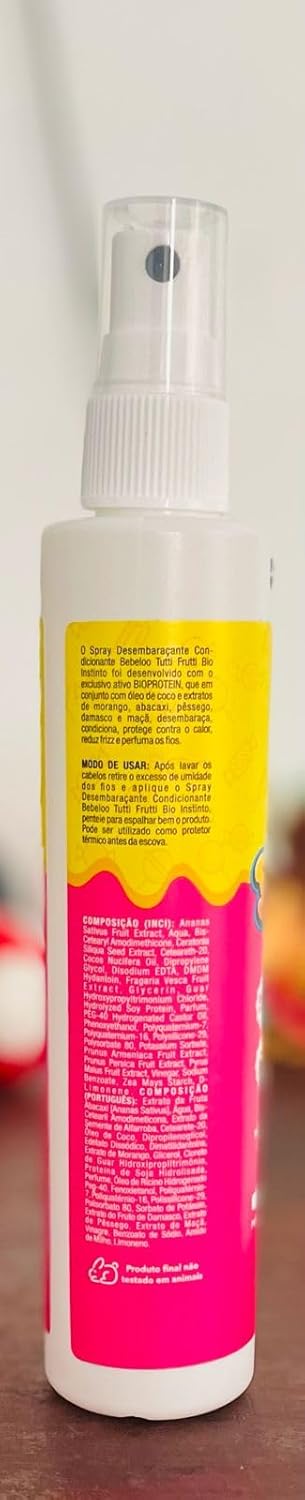 O Spray Desembaraçante Con-
dicionante Bebeloo Tutti Frutti Bio
Instinto foi desenvolvido com o
exclusivo ativo BIOPROTEIN, que em
conjunto com óleo de coco e extratos
de morango, abacaxi, pêssego,
damasco e maçã, desembaraça,
condiciona, protege contra o calor,
reduz frizz e perfuma os fios.
MODO DE USAR: Após lavar os
cabelos retire o excesso de umidade
dos fios e aplique o Spray
Desembaraçante Condicionante
Bebeloo Tutti Frutti Bio Instinto,
penteie para espalhar bem o produto.
Pode ser utilizado como protetor
térmico antes da escova.
COMPOSIÇÃO (INCI): Ananas
Sativus Fruit Extract, Aqua, Bis-
Cetearyl Amodimethicone, Ceratonia
Siliqua Seed Extract, Ceteareth-20,
Cocos Nucifera Oil, Dipropylene
Glycol, Disodium EDTA, DMDM
Hydantoin, Fragaria Vesca Fruit
Extract, Glycerin, Guar
Hydroxypropyltrimonium Chloride,
Hydrolyzed Soy Protein, Parfum,
PEG-40 Hydrogenated Castor Oil,
Phenoxyethanol, Polyquaternium-7,
Polyquaternium-16, Polysilicone-29,
Polysorbate 80, Potassium Sorbate,
Prunus Armeniaca Fruit Extract,
Prunus Persica Fruit Extract, Pyrus
Malus Fruit Extract, Vinegar, Sodium
Benzoate, Zea Mays Starch, D-
Limonene. COMPOSIÇÃO
(PORTUGUÊS): Extrato da Fruta
Abacaxi (Ananas Sativus), Água, Bis-
Cetearil Amodimeticona, Extrato da
Semente de Alfarroba, Cetearete-20,
Óleo de Coco, Dipropilenoglicol,
Edetato Dissódico, Dimetilidantoína,
Extrato de Morango, Glicerol, Cloreto
de Guar Hidroxipropiltrimônio,
Proteína de Soja Hidrolisada,
Perfume, Óleo de Rícino Hidrogenado
Peg-40, Fenoxietanol, Poliquatérnio-
7, Poliquatérnio-16, Polissilicone-29,
Polisorbato 80, Sorbato de Potássio,
Extrato do Fruto de Damasco, Extrato
de Pêssego, Extrato de Maçã,
Vinagre, Benzoato de Sódio, Amido
de Milho, Limoneno.
Produto final não
testado em animais